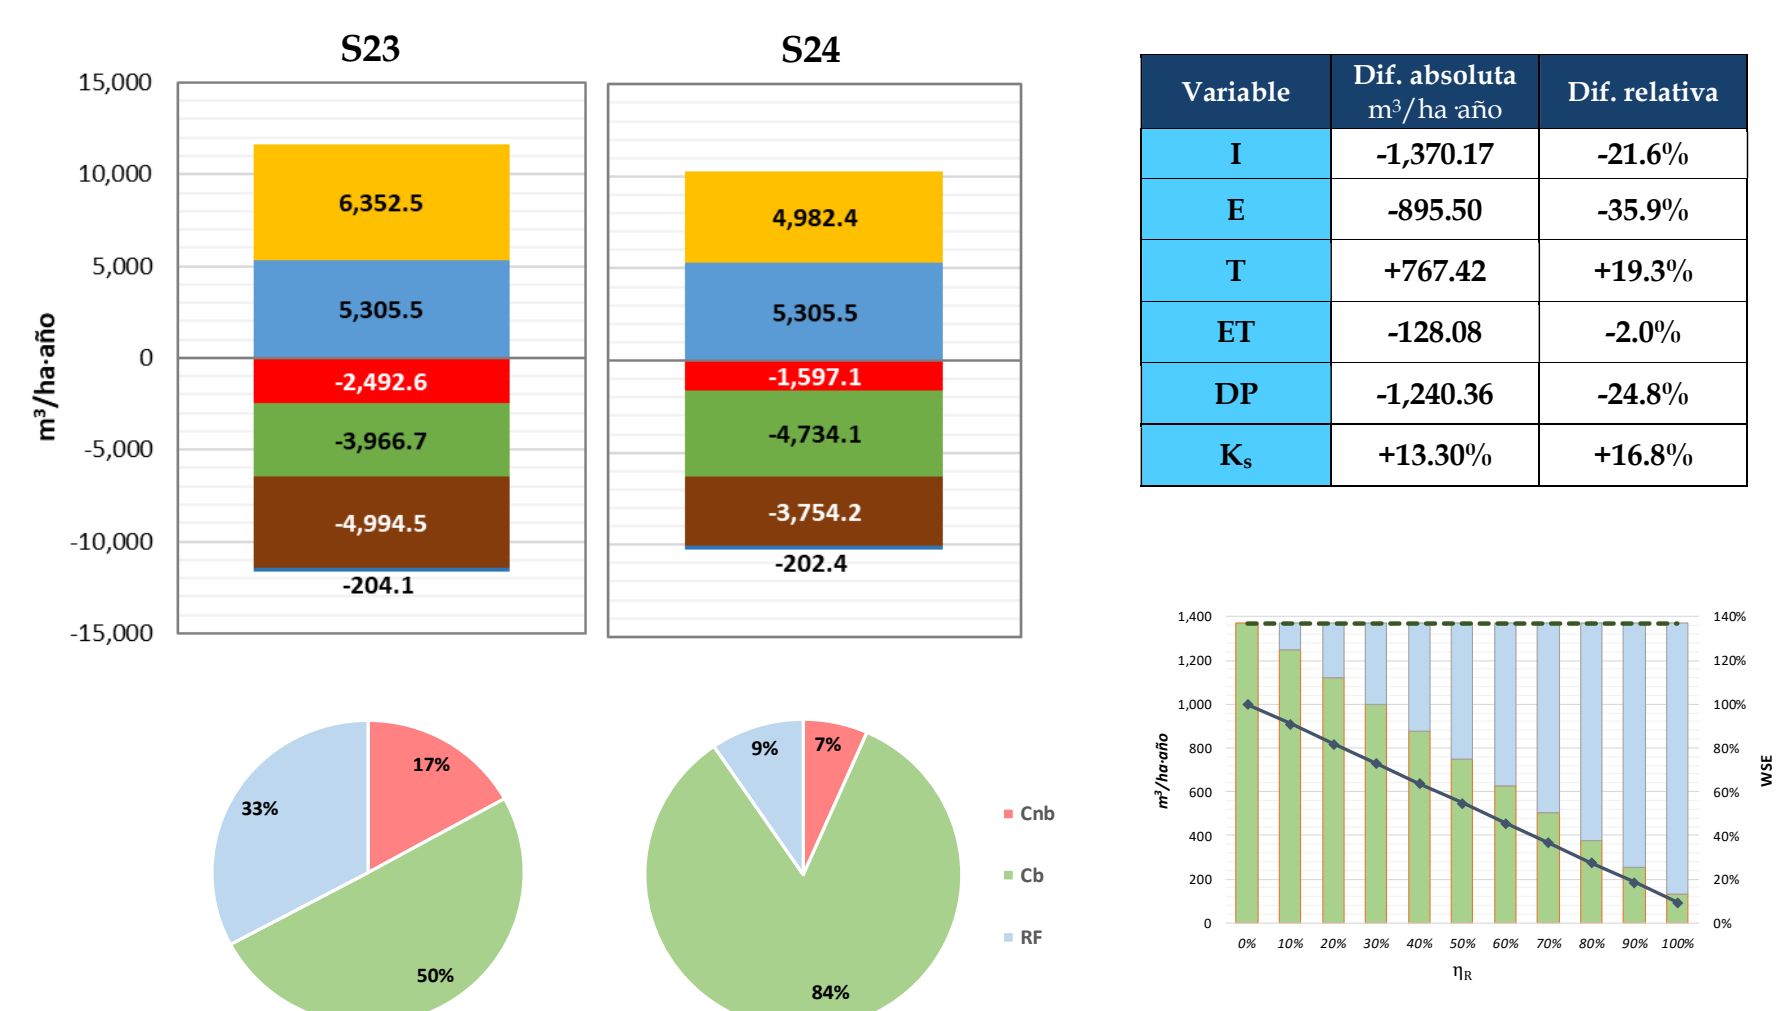 S23
S24
15,000
10,000
5,000
0
-5,000
-10,000
-15,000
m³/ha·año
6,352.5
5,305.5
-2,492.6
-3,966.7
-4,994.5
-204.1
4,982.4
5,305.5
-1,597.1
-4,734.1
-3,754.2
-202.4
Variable Dif. absoluta m³/ha·año Dif. relativa
I -1,370.17 -21.6%
E -895.50 -35.9%
T +767.42 +19.3%
ET -128.08 -2.0%
DP -1,240.36 -24.8%
Ks +13.30% +16.8%
17%
33%
50%
9%
7%
84%
Cnb
Cb
RF
1,400
1,200
1,000
800
600
400
200
0
m³/ha·año
140%
120%
100%
80%
60%
40%
20%
0%
WSE
0% 10% 20% 30% 40% 50% 60% 70% 80% 90% 100%
ηR